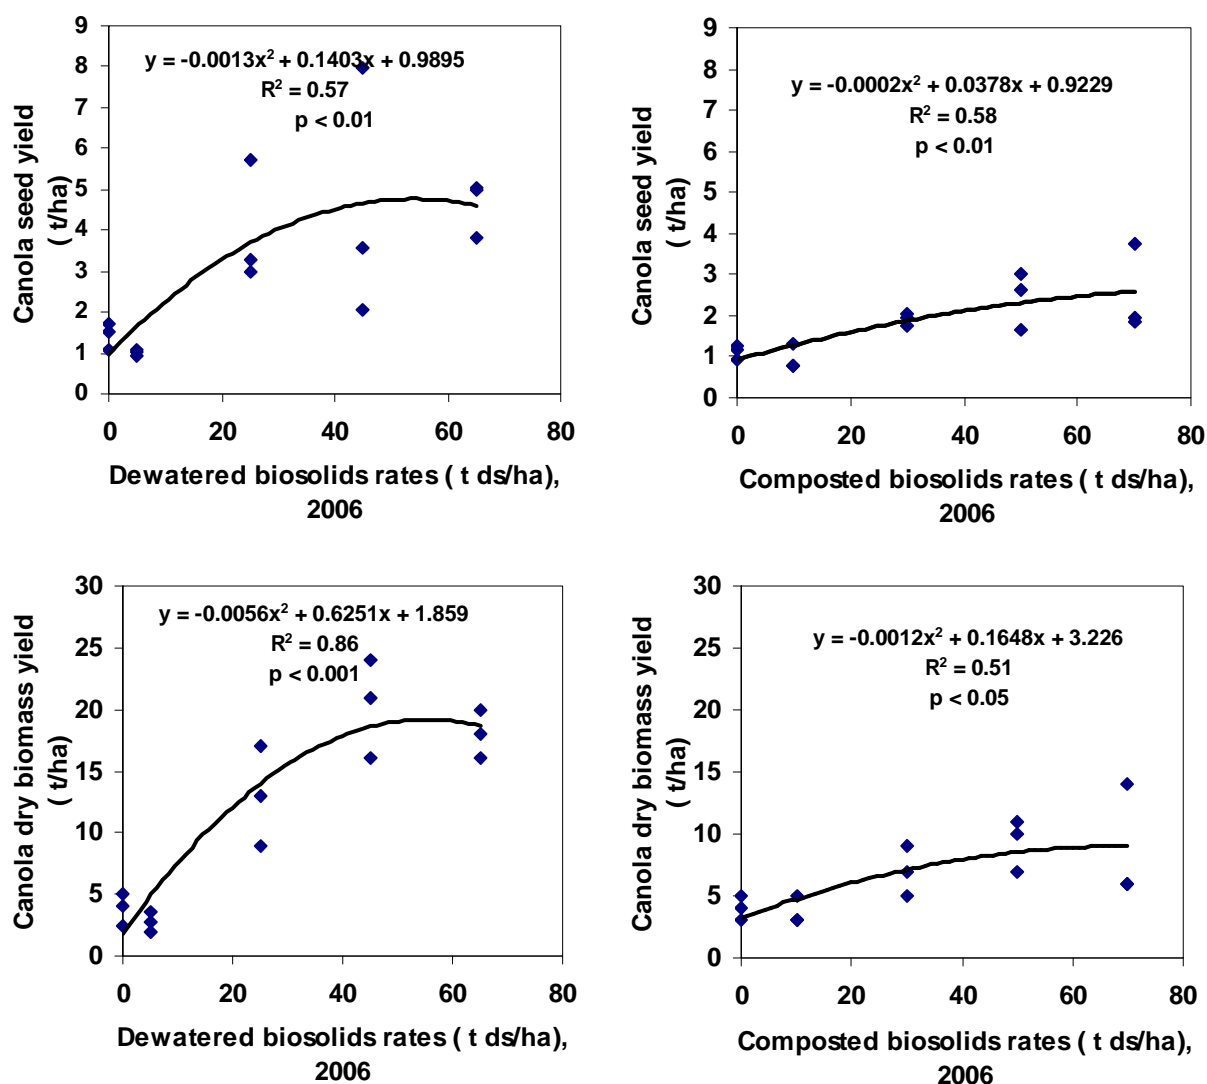 y = -0.0013x² + 0.1403x + 0.9895
R² = 0.57
p < 0.01
Canola seed yield
( t/ha)
9
8
7
6
5
4
3
2
1
0
0 20 40 60 80
Dewatered biosolids rates ( t ds/ha),
2006
y = -0.0002x² + 0.0378x + 0.9229
R² = 0.58
p < 0.01
Canola seed yield
( t/ha)
9
8
7
6
5
4
3
2
1
0
0 20 40 60 80
Composted biosolids rates ( t ds/ha),
2006
y = -0.0056x² + 0.6251x + 1.859
R² = 0.86
p < 0.001
Canola dry biomass yield
( t/ha)
30
25
20
15
10
5
0
0 20 40 60 80
Dewatered biosolids rates ( t ds/ha),
2006
y = -0.0012x² + 0.1648x + 3.226
R² = 0.51
p < 0.05
Canola dry biomass yield
( t/ha)
30
25
20
15
10
5
0
0 20 40 60 80
Composted biosolids rates ( t ds/ha),
2006